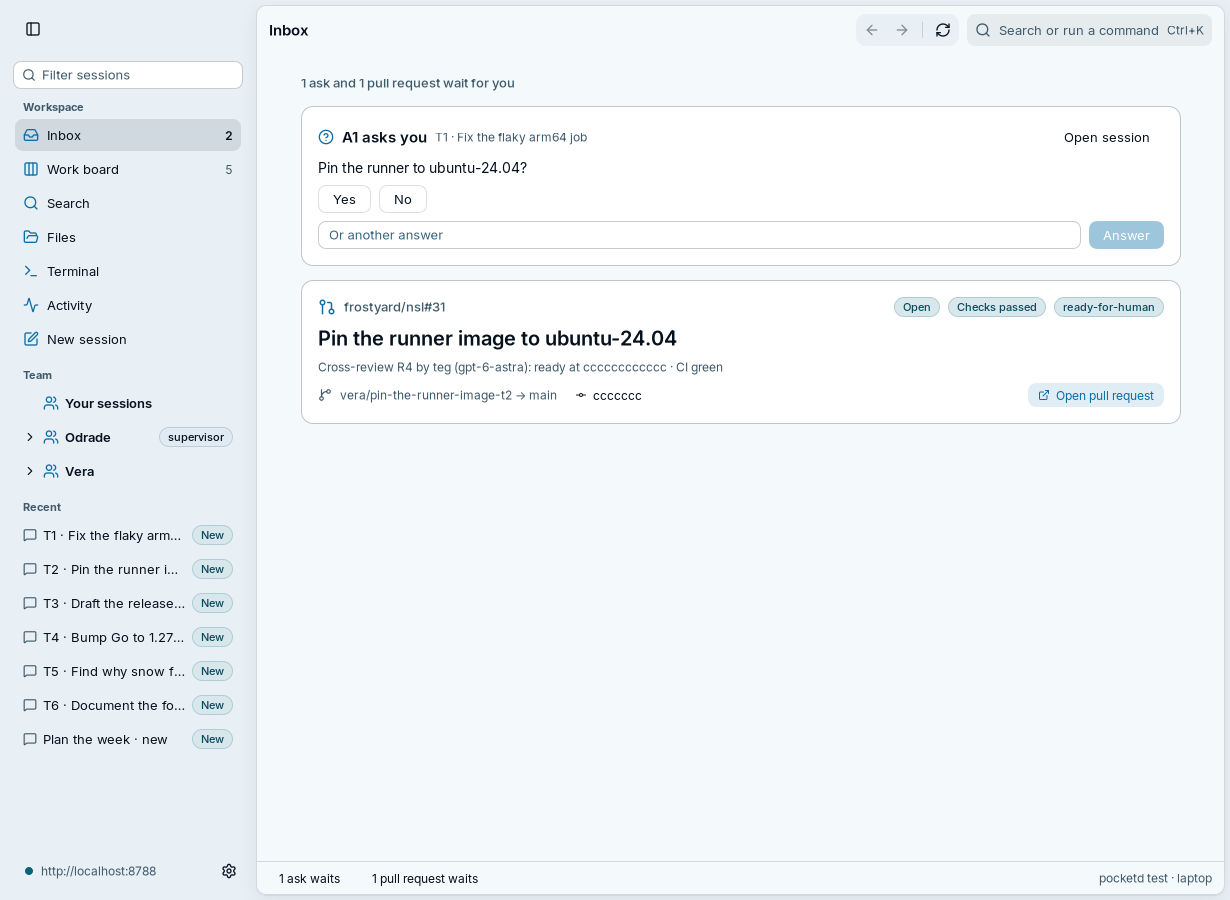 Inbox
Search or run a command Ctrl+K
Filter sessions
Workspace
Inbox 2
Work board 5
Search
Files
Terminal
Activity
New session
Team
Your sessions
Odrade supervisor
Vera
Recent
T1 · Fix the flaky arm... New
T2 · Pin the runner i... New
T3 · Draft the release... New
T4 · Bump Go to 1.27... New
T5 · Find why snow f... New
T6 · Document the fo... New
Plan the week · new New
http://localhost:8788
1 ask and 1 pull request wait for you
A1 asks you T1 · Fix the flaky arm64 job Open session
Pin the runner to ubuntu-24.04?
Yes No
Or another answer Answer
frostyard/nsl#31 Open Checks passed ready-for-human
Pin the runner image to ubuntu-24.04
Cross-review R4 by teg (gpt-6-astra): ready at cccccccccccc · CI green
vera/pin-the-runner-image-t2 → main ccccccc Open pull request
1 ask waits 1 pull request waits pocketd test · laptop